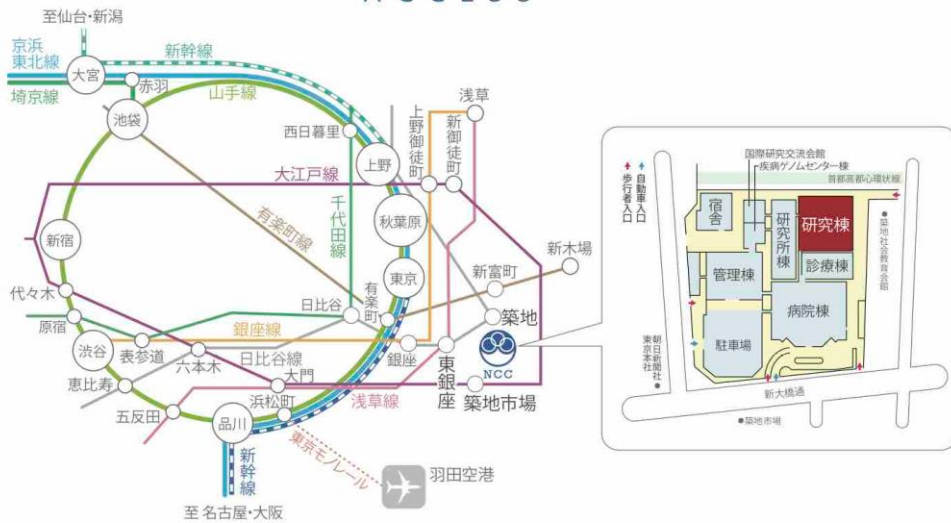 ACCESS
至仙台・新潟
京浜
東北線
埼京線
大宮
新幹線
赤羽
山手線
池袋
西日暮里
上野
上野御徒町
新御徒町
浅草
大江戸線
千代田線
有楽町線
秋葉原
新宿
東京
新木場
新富町
代々木
有楽町
日比谷
築地
原宿
銀座線
渋谷
表参道
六本木
日比谷線
銀座
東銀座
NCC
恵比寿
大門
浅草線
築地市場
五反田
浜松町
品川
新幹線
東京モノレール
羽田空港
至 名古屋・大阪
国際研究交流会館
疾病ゲノムセンター棟
首都高都心環状線
自動車入口
歩行者入口
宿舎
研究所棟
研究棟
診療棟
管理棟
病院棟
駐車場
築地社会教育会館
朝日新聞社
東京本社
新大橋通
築地市場